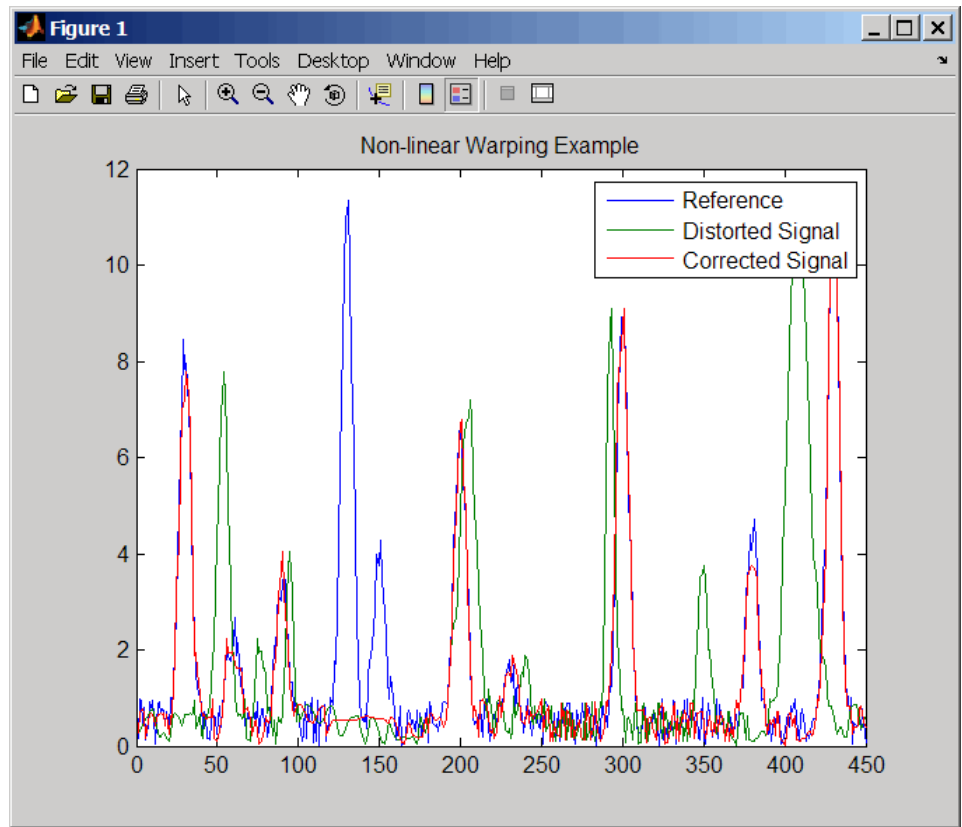 Figure 1
File Edit View Insert Tools Desktop Window Help
Non-linear Warping Example
12
10
8
6
4
2
0
Reference
Distorted Signal
Corrected Signal
0 50 100 150 200 250 300 350 400 450